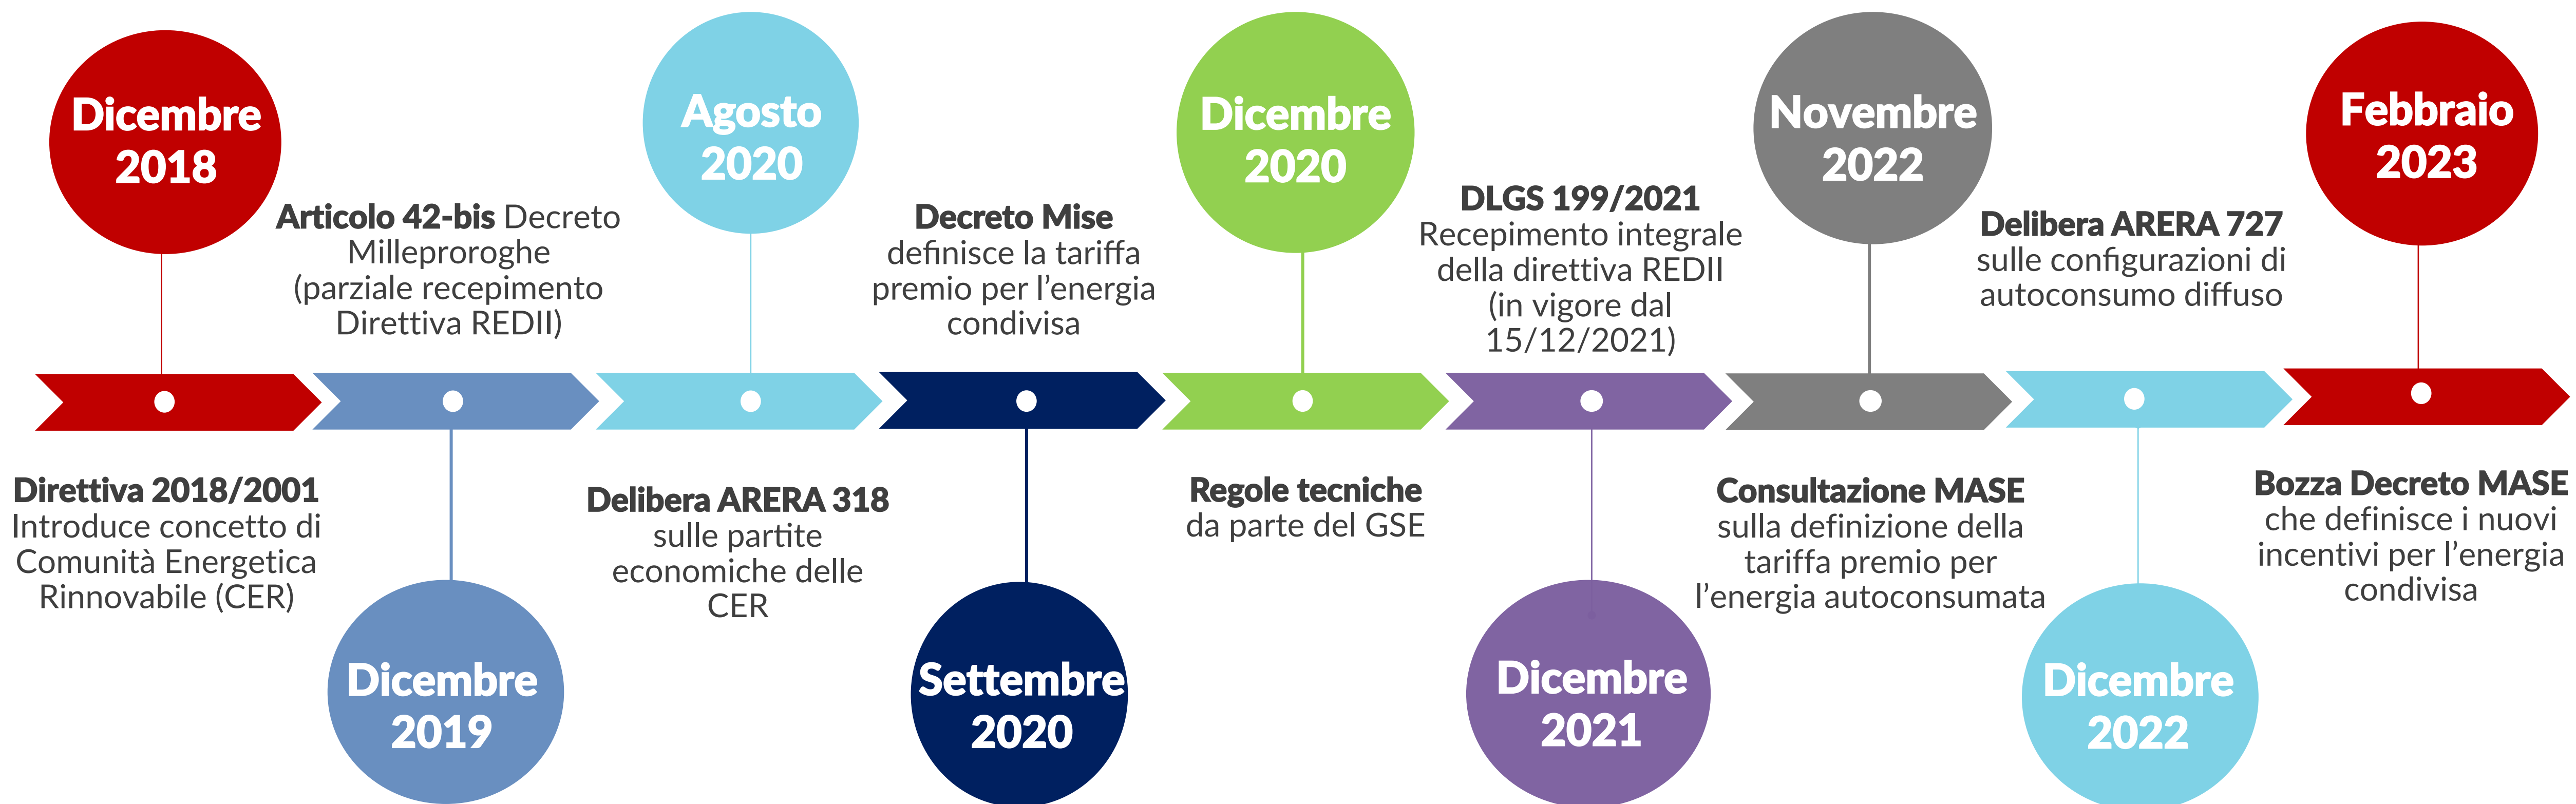 Dicembre
2018
Direttiva 2018/2001
Introduce concetto di
Comunità Energetica
Rinnovabile (CER)
Articolo 42-bis Decreto
Milleproroghe
(parziale recepimento
Direttiva REDII)
Dicembre
2019
Agosto
2020
Delibera ARERA 318
sulle partite
economiche delle
CER
Decreto Mise
definisce la tariffa
premio per l’energia
condivisa
Settembre
2020
Dicembre
2020
Regole tecniche
da parte del GSE
DLGS 199/2021
Recepimento integrale
della direttiva REDII
(in vigore dal
15/12/2021)
Dicembre
2021
Novembre
2022
Consultazione MASE
sulla definizione della
tariffa premio per
l’energia autoconsumata
Delibera ARERA 727
sulle configurazioni di
autoconsumo diffuso
Dicembre
2022
Febbraio
2023
Bozza Decreto MASE
che definisce i nuovi
incentivi per l’energia
condivisa